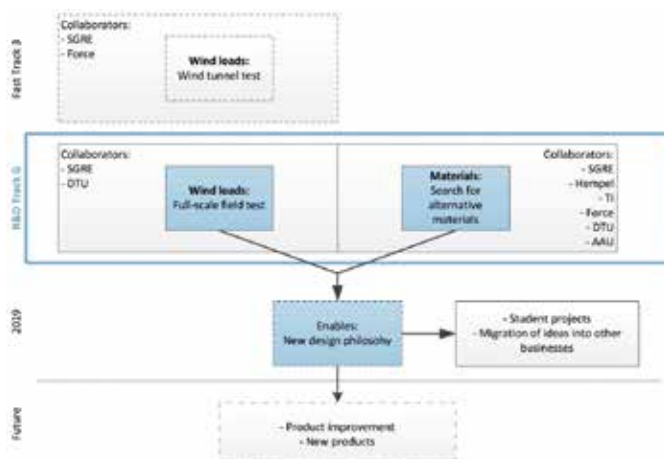 Fast Track 3
Collaborators:
- SGRE
- Force
Wind loads:
Wind tunnel test
R&D Track G
Collaborators:
- SGRE
- DTU
Wind loads:
Full-scale field test
Materials:
Search for
alternative
materials
Collaborators:
- SGRE
- Hempel
- TI
- Force
- DTU
- AAU
2019
Enables:
New design philosophy
- Student projects
- Migration of ideas into other
businesses
Future
- Product improvement
- New products